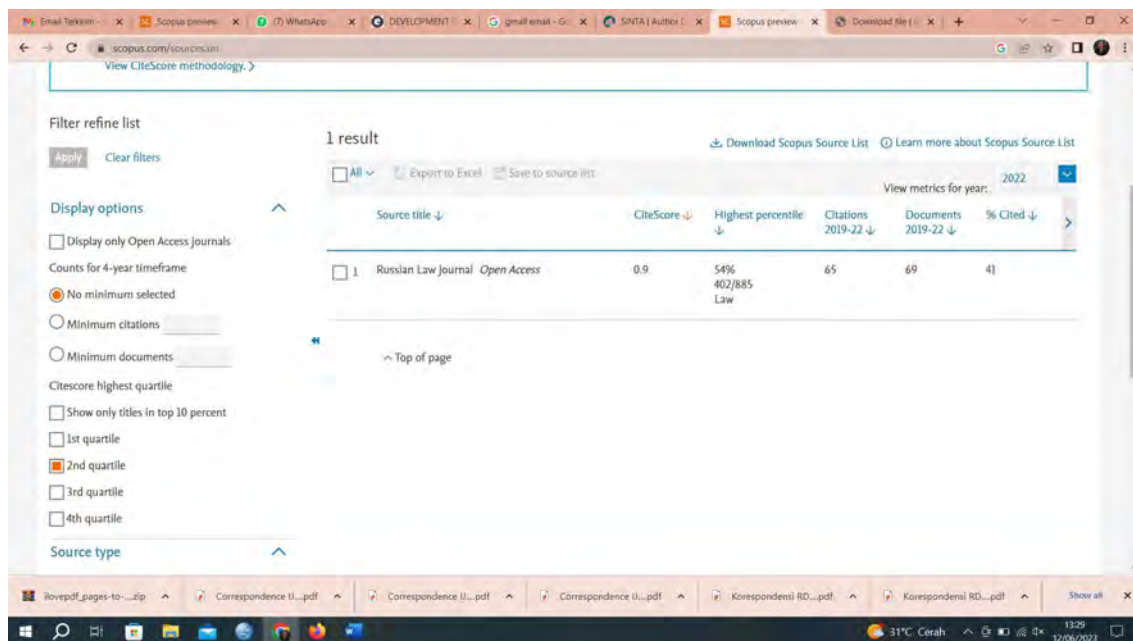 Email Terkirim -
Scopus preview
(7) WhatsApp
DEVELOPMENT
gmail email - Go
SINTA | Author
Scopus preview -
Download file |
scopus.com/sources.uri
View CiteScore methodology. >
Filter refine list
Apply
Clear filters
1 result
Download Scopus Source List
Learn more about Scopus Source List
All
Export to Excel
Save to source list
View metrics for year:
2022
Display options
Source title
CiteScore
Highest percentile
Citations
2019-22
Documents
2019-22
% Cited
Display only Open Access journals
Counts for 4-year timeframe
No minimum selected
Minimum citations
Minimum documents
1 Russian Law Journal Open Access
0.9
54%
402/885
Law
65
69
41
Top of page
Citescore highest quartile
Show only titles in top 10 percent
1st quartile
2nd quartile
3rd quartile
4th quartile
Source type
ilovepdf_pages-to-....zip
Correspondence U....pdf
Correspondence U....pdf
Correspondence U....pdf
Korespondensi RD....pdf
Korespondensi RD....pdf
Show all
31°C Cerah
13:29
12/06/2023